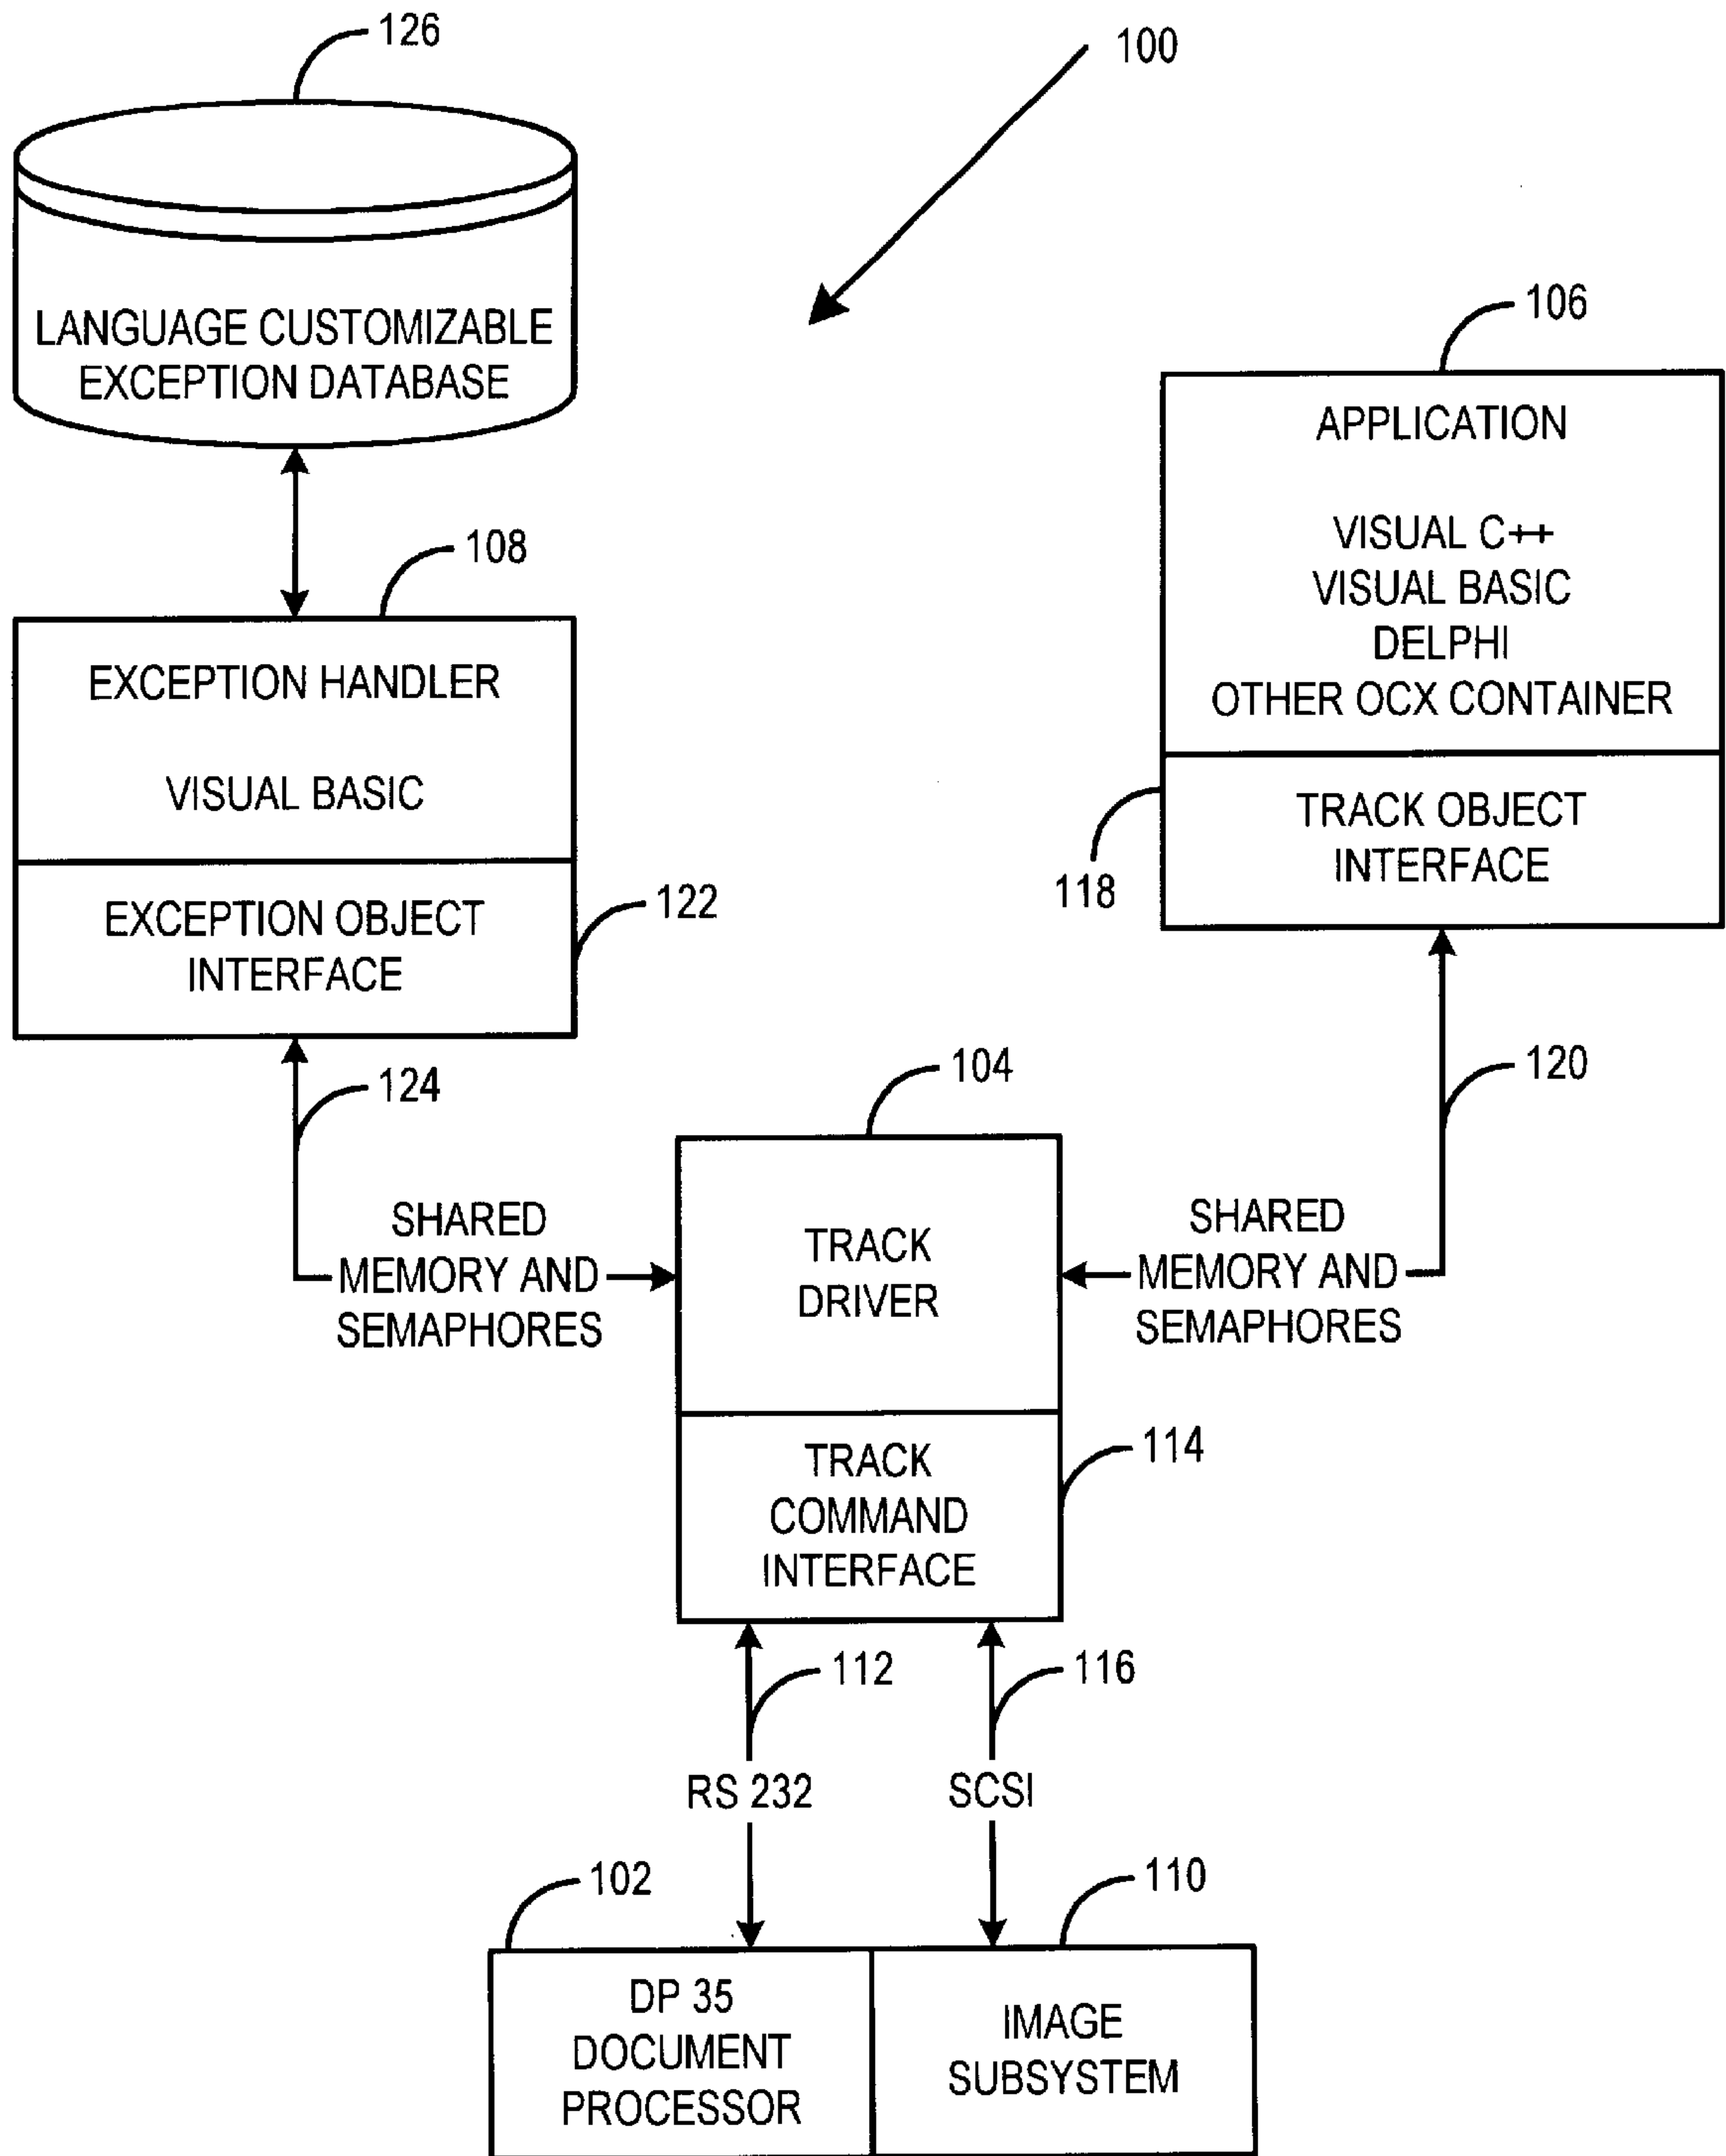 126
100
LANGUAGE CUSTOMIZABLE
EXCEPTION DATABASE
106
APPLICATION
VISUAL C++
VISUAL BASIC
DELPHI
OTHER OCX CONTAINER
108
EXCEPTION HANDLER
VISUAL BASIC
118
TRACK OBJECT
INTERFACE
EXCEPTION OBJECT
INTERFACE
122
124
104
120
SHARED
MEMORY AND
SEMAPHORES
TRACK
DRIVER
SHARED
MEMORY AND
SEMAPHORES
TRACK
COMMAND
INTERFACE
114
112
116
RS 232
SCSI
102
110
DP 35
DOCUMENT
PROCESSOR
IMAGE
SUBSYSTEM